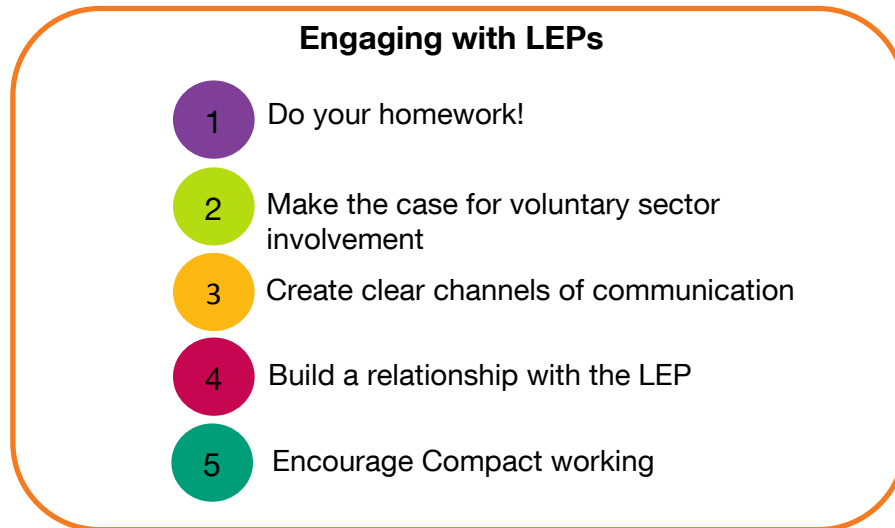 Engaging with LEPs
1 Do your homework!
2 Make the case for voluntary sector
involvement
3 Create clear channels of communication
4 Build a relationship with the LEP
5 Encourage Compact working